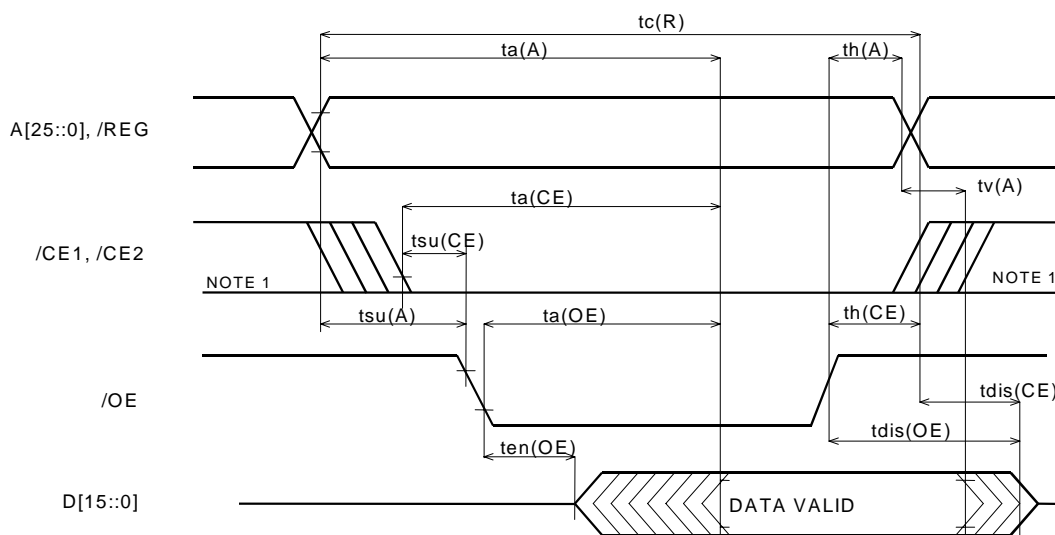 tc(R)
ta(A)
th(A)
A[25::0], /REG
tv(A)
ta(CE)
tsu(CE)
/CE1, /CE2
NOTE 1
NOTE 1
tsu(A)
ta(OE)
th(CE)
/OE
tdis(CE)
tdis(OE)
ten(OE)
D[15::0]
DATA VALID